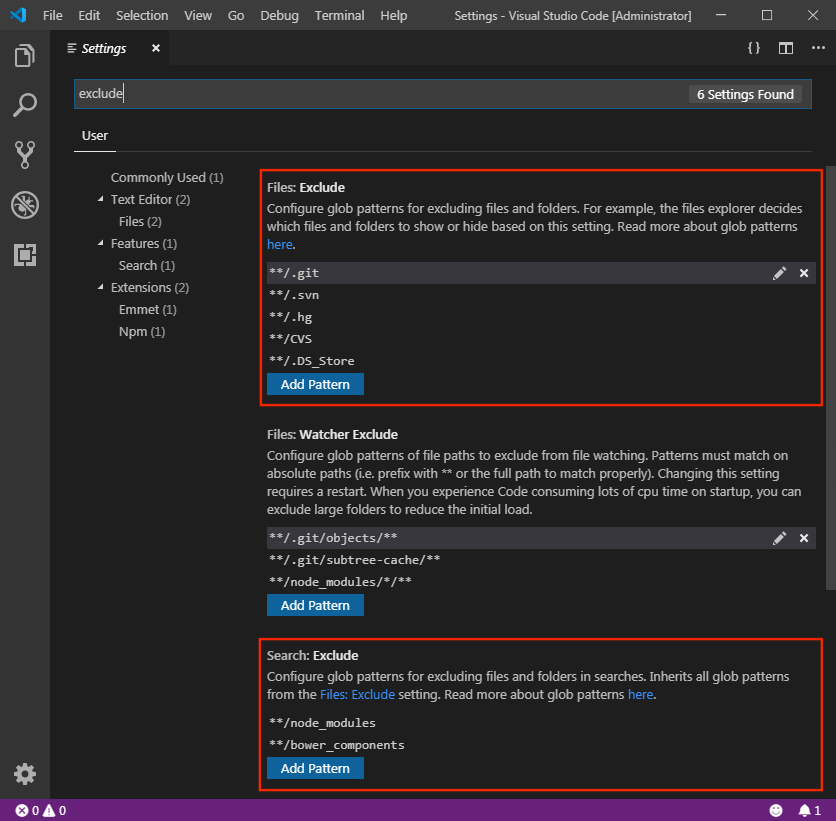 File Edit Selection View Go Debug Terminal Help Settings - Visual Studio Code [Administrator]
Settings
exclude 6 Settings Found
User
Commonly Used (1)
Text Editor (2)
Files (2)
Features (1)
Search (1)
Extensions (2)
Emmet (1)
Npm (1)
Files: Exclude
Configure glob patterns for excluding files and folders. For example, the files explorer decides
which files and folders to show or hide based on this setting. Read more about glob patterns
here.
**/.git
**/.svn
**/.hg
**/CVS
**/.DS_Store
Add Pattern
Files: Watcher Exclude
Configure glob patterns of file paths to exclude from file watching. Patterns must match on
absolute paths (i.e. prefix with ** or the full path to match properly). Changing this setting
requires a restart. When you experience Code consuming lots of cpu time on startup, you can
exclude large folders to reduce the initial load.
**/.git/objects/**
**/.git/subtree-cache/**
**/node_modules/*/**
Add Pattern
Search: Exclude
Configure glob patterns for excluding files and folders in searches. Inherits all glob patterns
from the Files: Exclude setting. Read more about glob patterns here.
**/node_modules
**/bower_components
Add Pattern
0 0 1